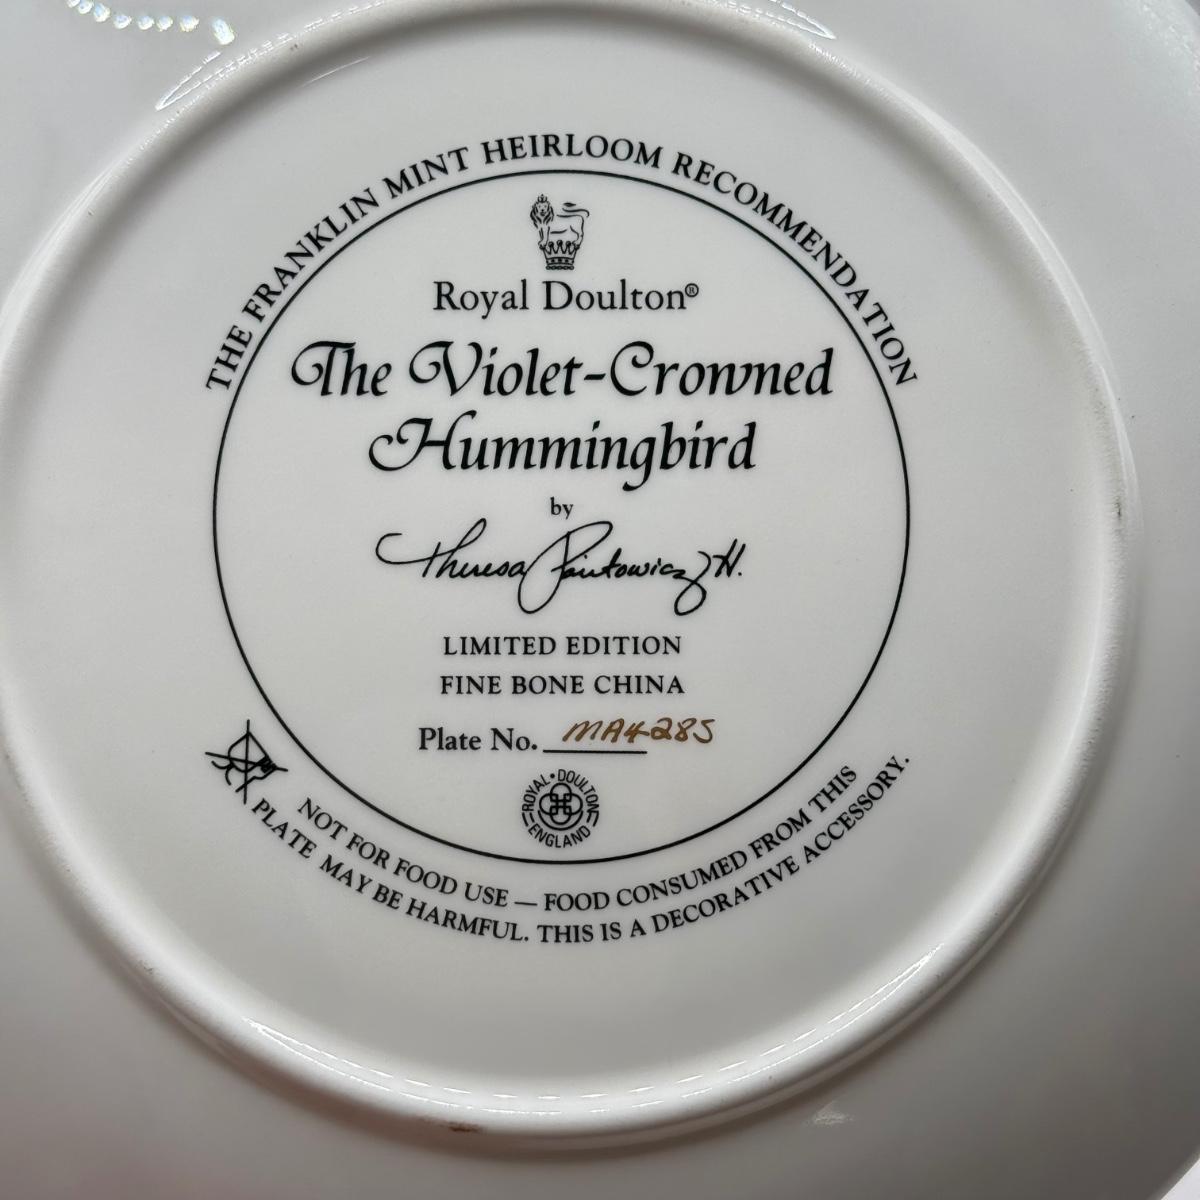 THE FRANKLIN MINT HEIRLOOM RECOMMENDATION
Royal Doulton®
The Violet-Crowned
Hummingbird
by
Theresa Pantowicz H.
LIMITED EDITION
FINE BONE CHINA
Plate No. MA4285
ROYAL • DOULTON
ENGLAND
NOT FOR FOOD USE — FOOD CONSUMED FROM THIS
PLATE MAY BE HARMFUL. THIS IS A DECORATIVE ACCESSORY.